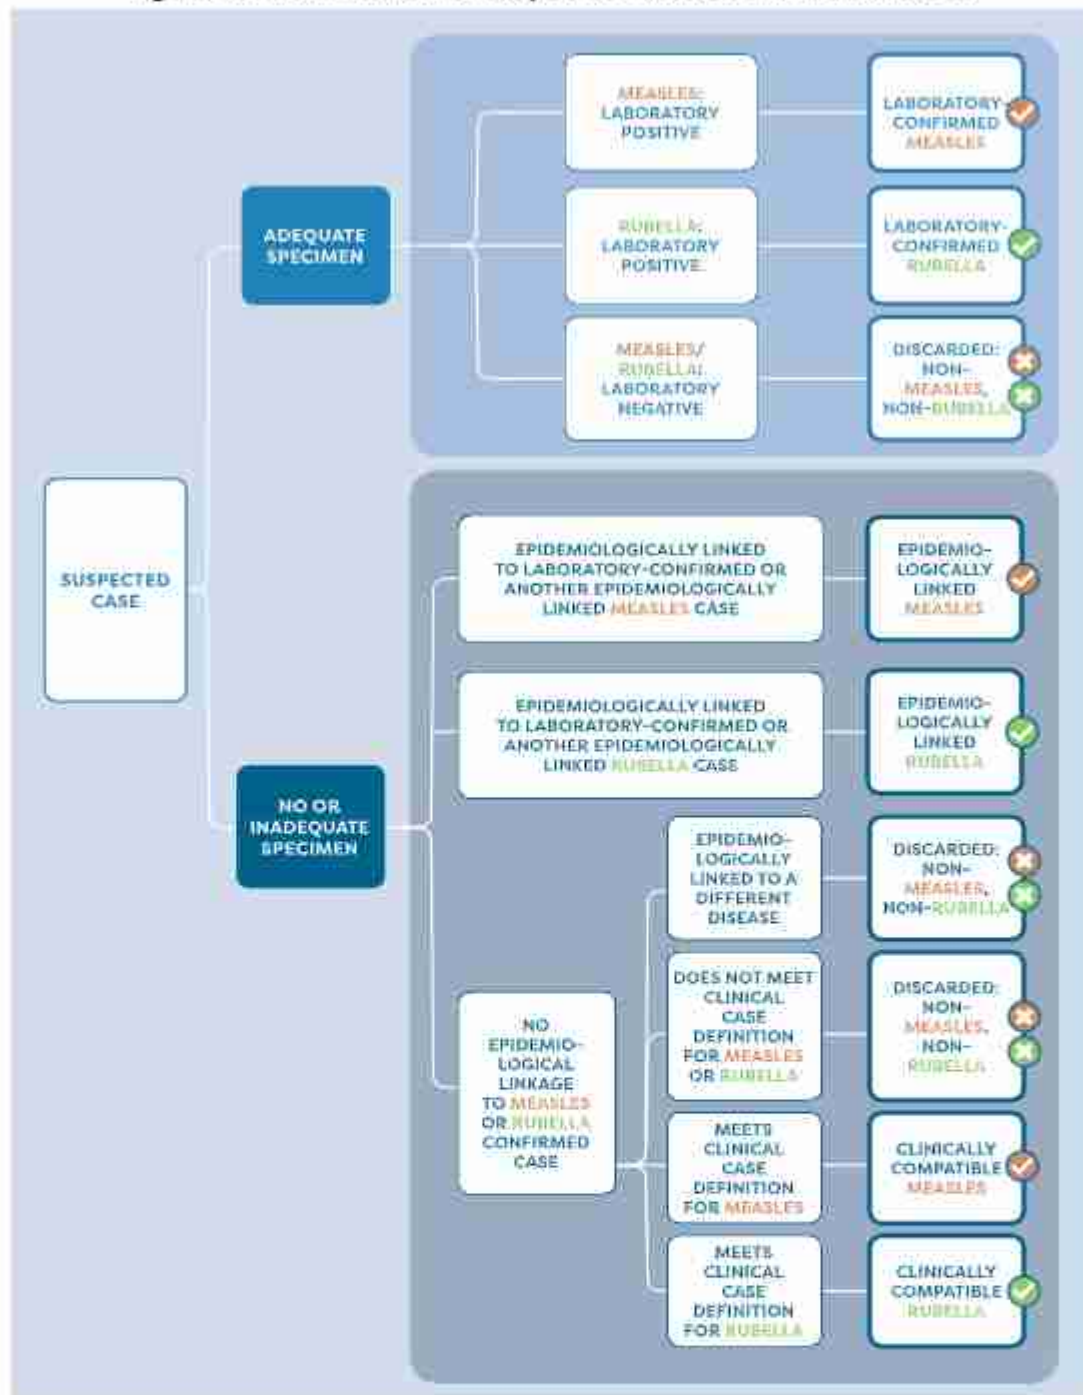 MEASLES:
LABORATORY
POSITIVE
LABORATORY-
CONFIRMED
MEASLES
ADEQUATE
SPECIMEN
RUBELLA:
LABORATORY
POSITIVE
LABORATORY-
CONFIRMED
RUBELLA
MEASLES/
RUBELLA:
LABORATORY
NEGATIVE
DISCARDED:
NON-
MEASLES,
NON-RUBELLA
SUSPECTED
CASE
EPIDEMIOLOGICALLY LINKED
TO LABORATORY-CONFIRMED OR
ANOTHER EPIDEMIOLOGICALLY
LINKED MEASLES CASE
EPIDEMIO-
LOGICALLY
LINKED
MEASLES
EPIDEMIOLOGICALLY LINKED
TO LABORATORY-CONFIRMED OR
ANOTHER EPIDEMIOLOGICALLY
LINKED RUBELLA CASE
EPIDEMIO-
LOGICALLY
LINKED
RUBELLA
NO OR
INADEQUATE
SPECIMEN
EPIDEMIO-
LOGICALLY
LINKED TO A
DIFFERENT
DISEASE
DISCARDED:
NON-
MEASLES,
NON-RUBELLA
NO
EPIDEMIO-
LOGICAL
LINKAGE
TO MEASLES
OR RUBELLA
CONFIRMED
CASE
DOES NOT MEET
CLINICAL
CASE
DEFINITION
FOR MEASLES
OR RUBELLA
DISCARDED:
NON-
MEASLES,
NON-
RUBELLA
MEETS
CLINICAL
CASE
DEFINITION
FOR MEASLES
CLINICALLY
COMPATIBLE
MEASLES
MEETS
CLINICAL
CASE
DEFINITION
FOR RUBELLA
CLINICALLY
COMPATIBLE
RUBELLA